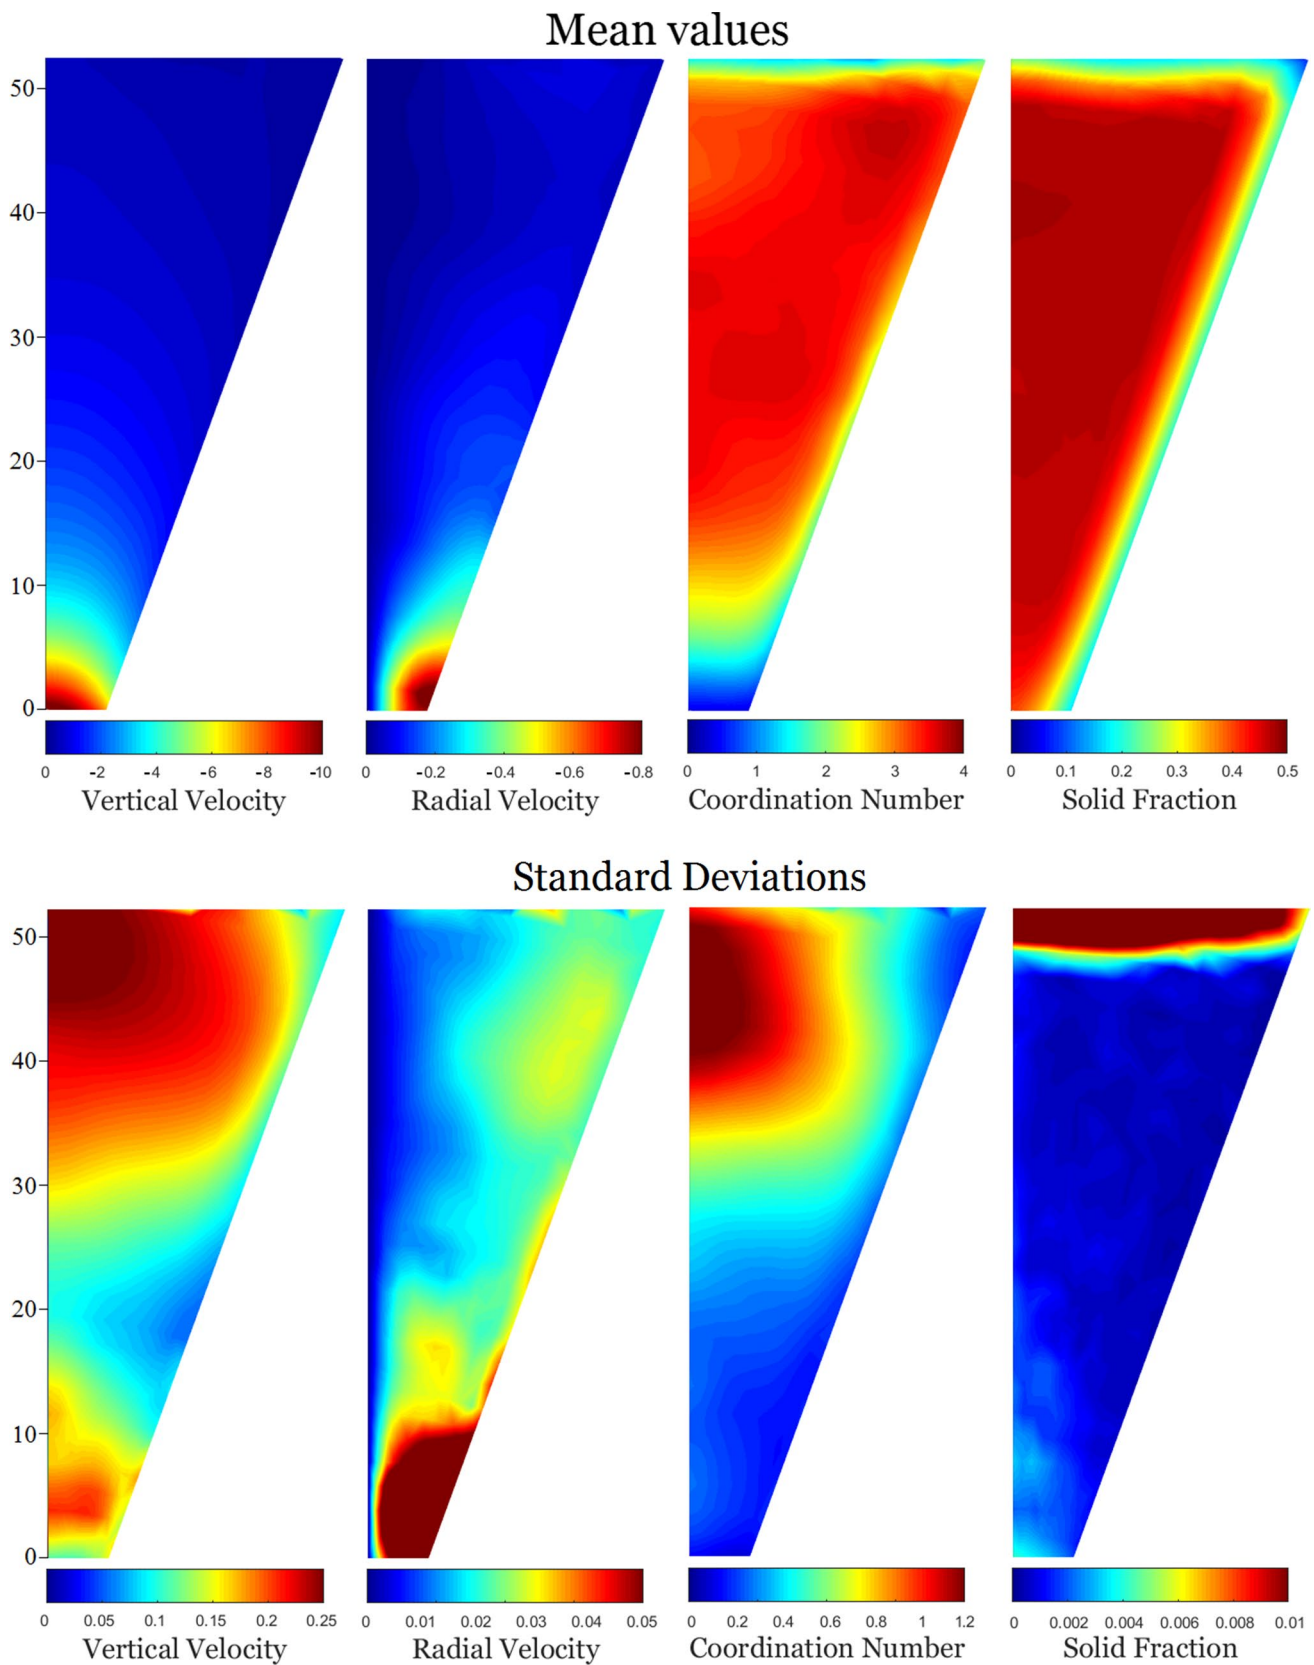 Mean values
50
40
30
20
10
0
0 -2 -4 -6 -8 -10
Vertical Velocity
0 -0.2 -0.4 -0.6 -0.8
Radial Velocity
0 1 2 3 4
Coordination Number
0 0.1 0.2 0.3 0.4 0.5
Solid Fraction
Standard Deviations
50
40
30
20
10
0
0 0.05 0.1 0.15 0.2 0.25
Vertical Velocity
0 0.01 0.02 0.03 0.04 0.05
Radial Velocity
0 0.2 0.4 0.6 0.8 1 1.2
Coordination Number
0 0.002 0.004 0.006 0.008 0.01
Solid Fraction